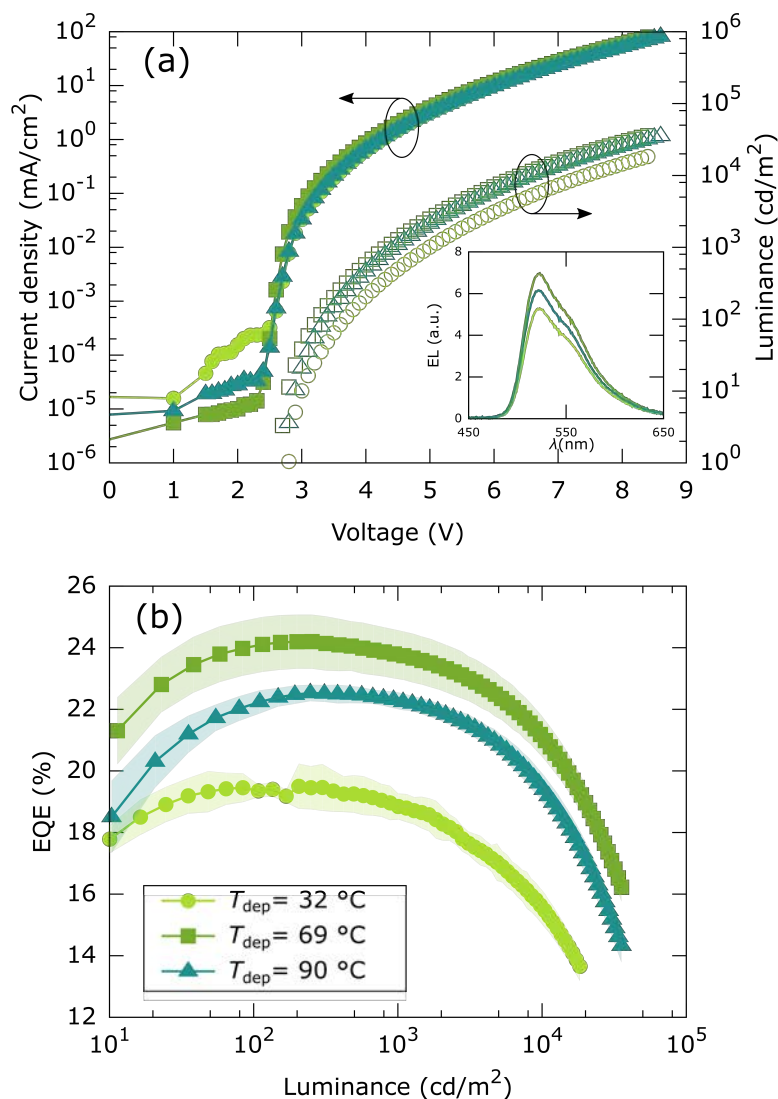 (a)
Current density (mA/cm²)
10² 10¹ 10⁰ 10⁻¹ 10⁻² 10⁻³ 10⁻⁴ 10⁻⁵ 10⁻⁶
0 1 2 3 4 5 6 7 8 9
Voltage (V)
10⁶ 10⁵ 10⁴ 10³ 10² 10¹ 10⁰
Luminance (cd/m²)
EL (a.u.)
8 6 4 2 0
450 550 650
λ(nm)
(b)
EQE (%)
26 24 22 20 18 16 14 12
T_dep= 32 °C
T_dep= 69 °C
T_dep= 90 °C
10¹ 10² 10³ 10⁴ 10⁵
Luminance (cd/m²)